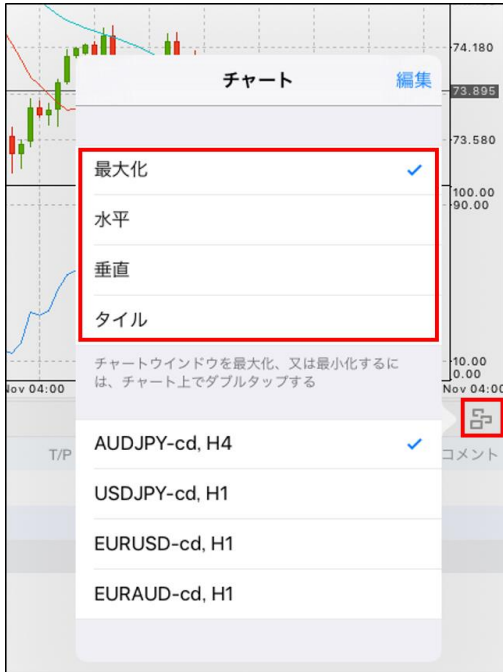 74.180
チャート
編集
73.895
73.580
最大化
100.00
90.00
水平
垂直
タイル
チャートウインドウを最大化、又は最小化するに
は、チャート上でダブルタップする
10.00
0.00
Nov 04:00
Nov 04:00
AUDJPY-cd, H4
T/P
コメント
USDJPY-cd, H1
EURUSD-cd, H1
EURAUD-cd, H1